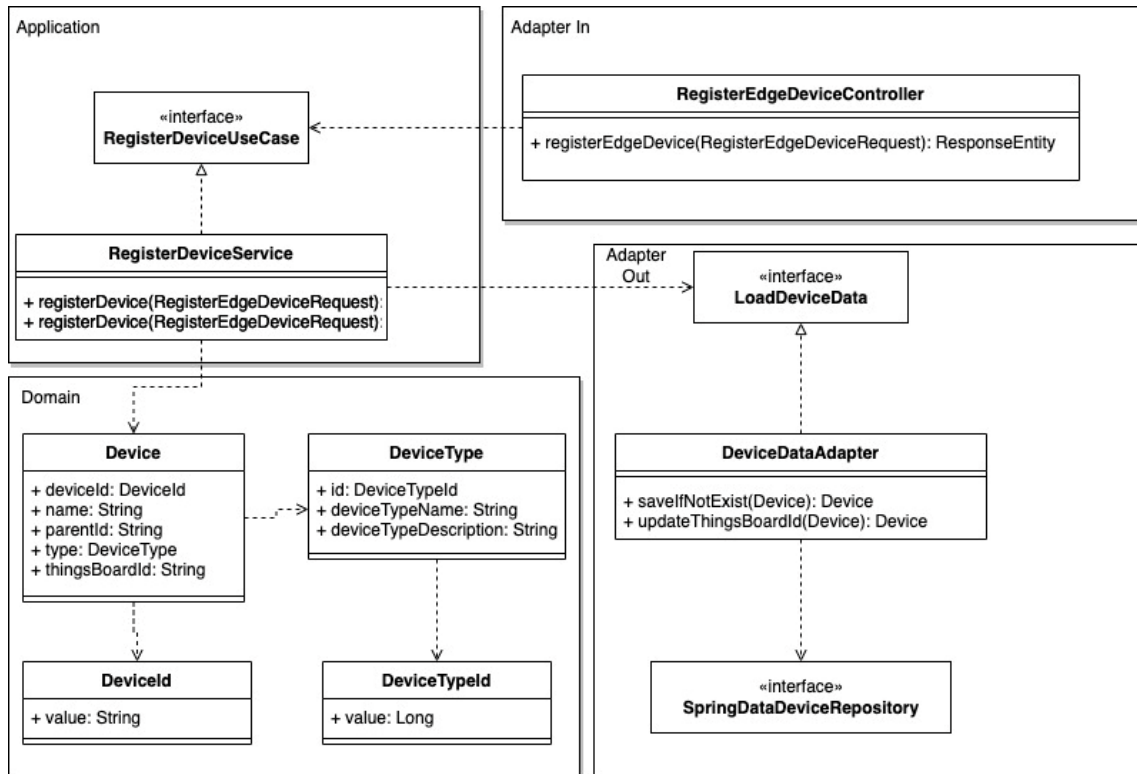 Application
«interface»
RegisterDeviceUseCase
RegisterDeviceService
+ registerDevice(RegisterEdgeDeviceRequest):
+ registerDevice(RegisterEdgeDeviceRequest):
Adapter In
RegisterEdgeDeviceController
+ registerEdgeDevice(RegisterEdgeDeviceRequest): ResponseEntity
Adapter
Out
«interface»
LoadDeviceData
DeviceDataAdapter
+ saveIfNotExist(Device): Device
+ updateThingsBoardId(Device): Device
«interface»
SpringDataDeviceRepository
Domain
Device
+ deviceId: DeviceId
+ name: String
+ parentId: String
+ type: DeviceType
+ thingsBoardId: String
DeviceType
+ id: DeviceTypeId
+ deviceTypeName: String
+ deviceTypeDescription: String
DeviceId
+ value: String
DeviceTypeId
+ value: Long